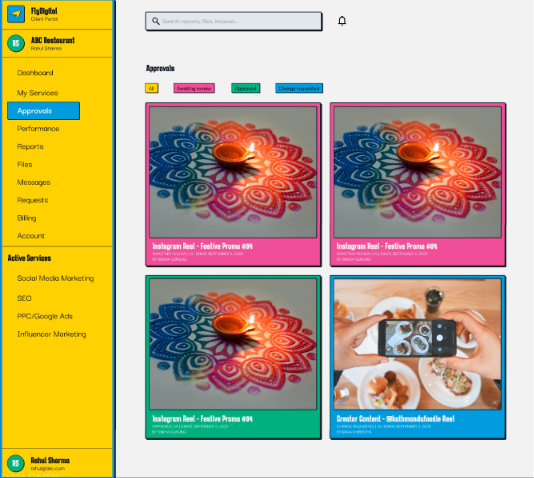 FlyDigital
Client Portal
RS
ABC Restaurant
Rahul Sharma
Dashboard
My Services
Approvals
Performance
Reports
Files
Messages
Requests
Billing
Account
Active Services
Social Media Marketing
SEO
PPC/Google Ads
Influencer Marketing
RS
Rahul Sharma
rahul@abc.com
Search reports, files, invoices...
Approvals
All
Awaiting review
Approved
Change requested
Instagram Reel - Festive Promo #04
Instagram Reel - Festive Promo #04
Instagram Reel - Festive Promo #04
Creator Content - @kathmandufoodie Reel